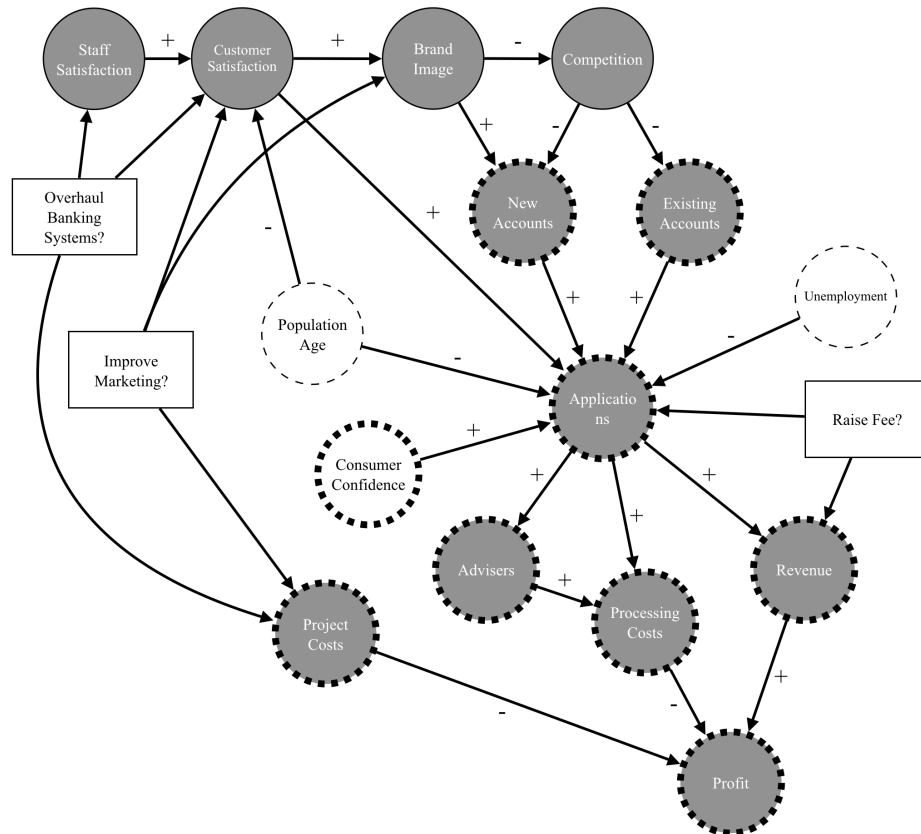 Staff
Satisfaction
+
Customer
Satisfaction
+
Brand
Image
-
Competition
+
-
-
Overhaul
Banking
Systems?
New
Accounts
Existing
Accounts
+
-
+
+
Unemployment
Population
Age
-
-
Improve
Marketing?
Applicatio
ns
Raise Fee?
+
Consumer
Confidence
+
+
+
Advisers
+
Revenue
Processing
Costs
Project
Costs
+
-
-
Profit